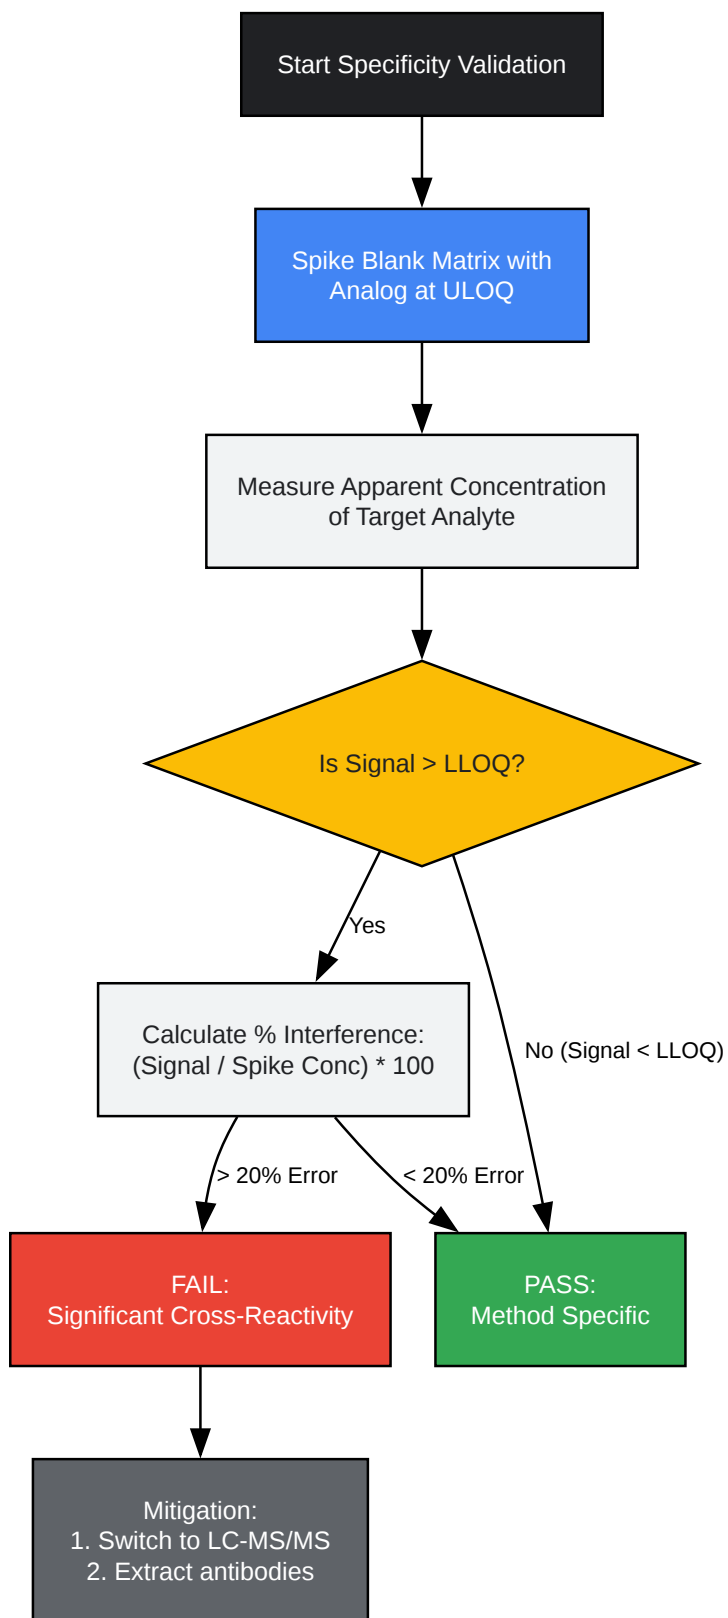 Start Specificity Validation
Spike Blank Matrix with
Analog at ULOQ
Measure Apparent Concentration
of Target Analyte
Is Signal > LLOQ?
Yes
Calculate % Interference:
(Signal / Spike Conc) * 100
No (Signal < LLOQ)
> 20% Error
< 20% Error
FAIL:
Significant Cross-Reactivity
PASS:
Method Specific
Mitigation:
1. Switch to LC-MS/MS
2. Extract antibodies